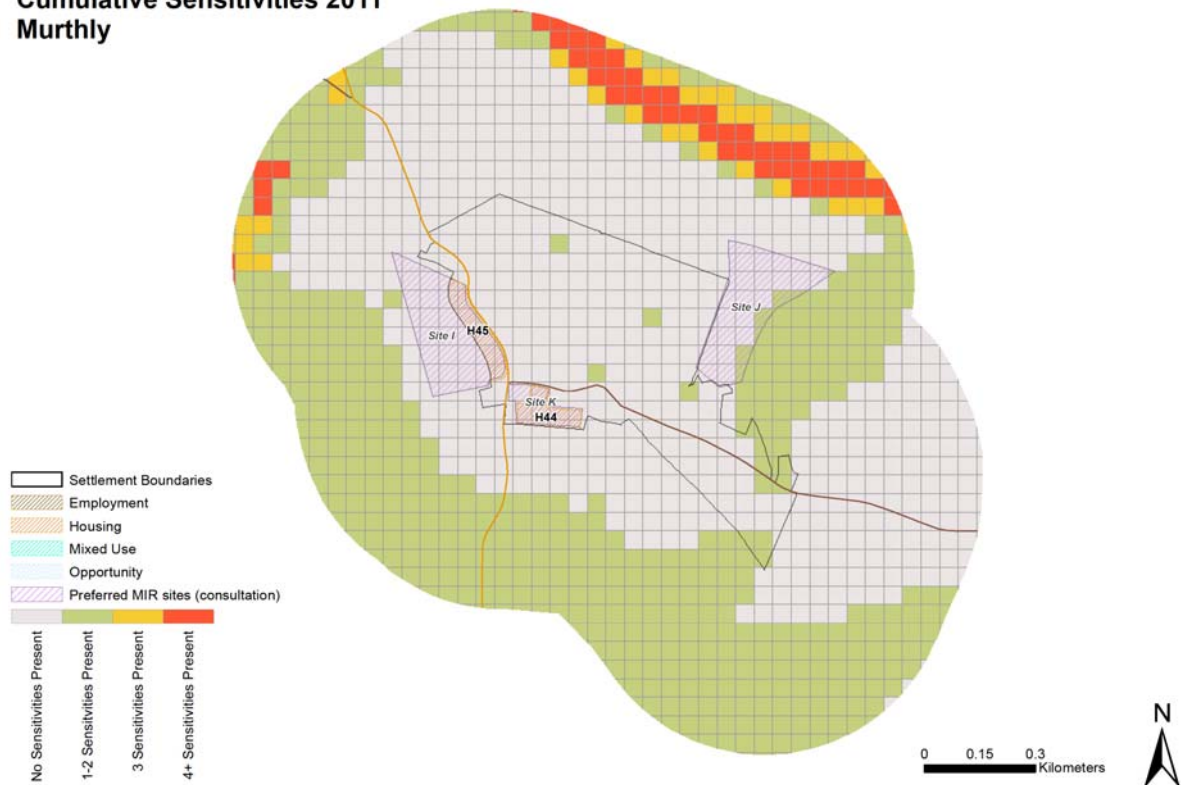 Cumulative Sensitivities 2011
Murthly
Site I
H45
Site J
Site K
H44
Settlement Boundaries
Employment
Housing
Mixed Use
Opportunity
Preferred MIR sites (consultation)
No Sensitivities Present
1-2 Sensitvities Present
3 Sensitivities Present
4+ Sensitivities Present
0 0.15 0.3
Kilometers
N